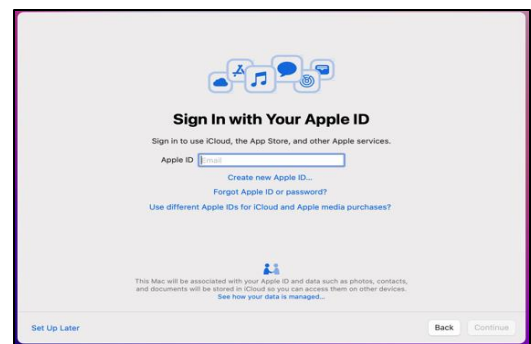 Sign In with Your Apple ID
Sign in to use iCloud, the App Store, and other Apple services.
Apple ID Email
Create new Apple ID...
Forgot Apple ID or password?
Use different Apple IDs for iCloud and Apple media purchases?
This Mac will be associated with your Apple ID and data such as photos, contacts,
and documents will be stored in iCloud so you can access them on other devices.
See how your data is managed...
Set Up Later Back Continue